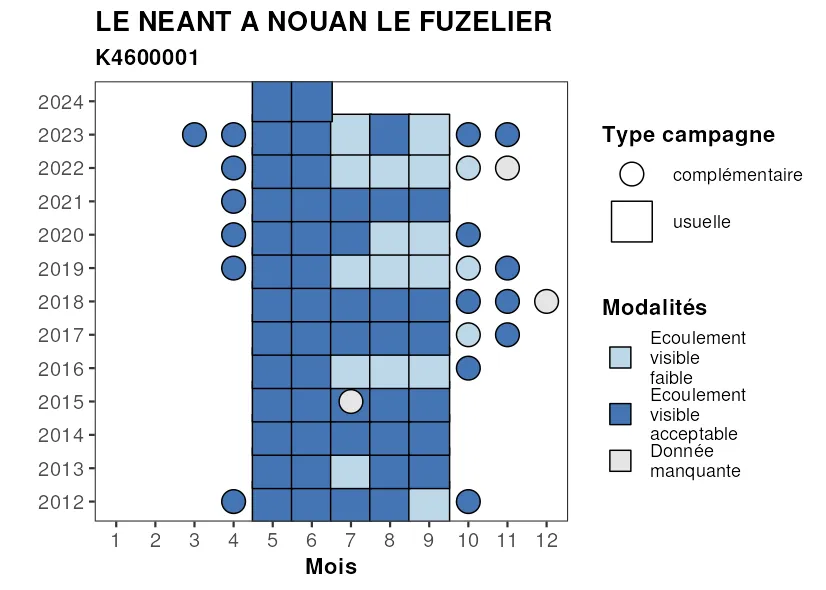 LE NEANT A NOUAN LE FUZELIER
K4600001
2024
2023
2022
2021
2020
2019
2018
2017
2016
2015
2014
2013
2012
1 2 3 4 5 6 7 8 9 10 11 12
Mois
Type campagne
complémentaire
usuelle
Modalités
Ecoulement
visible
faible
Ecoulement
visible
acceptable
Donnée
manquante